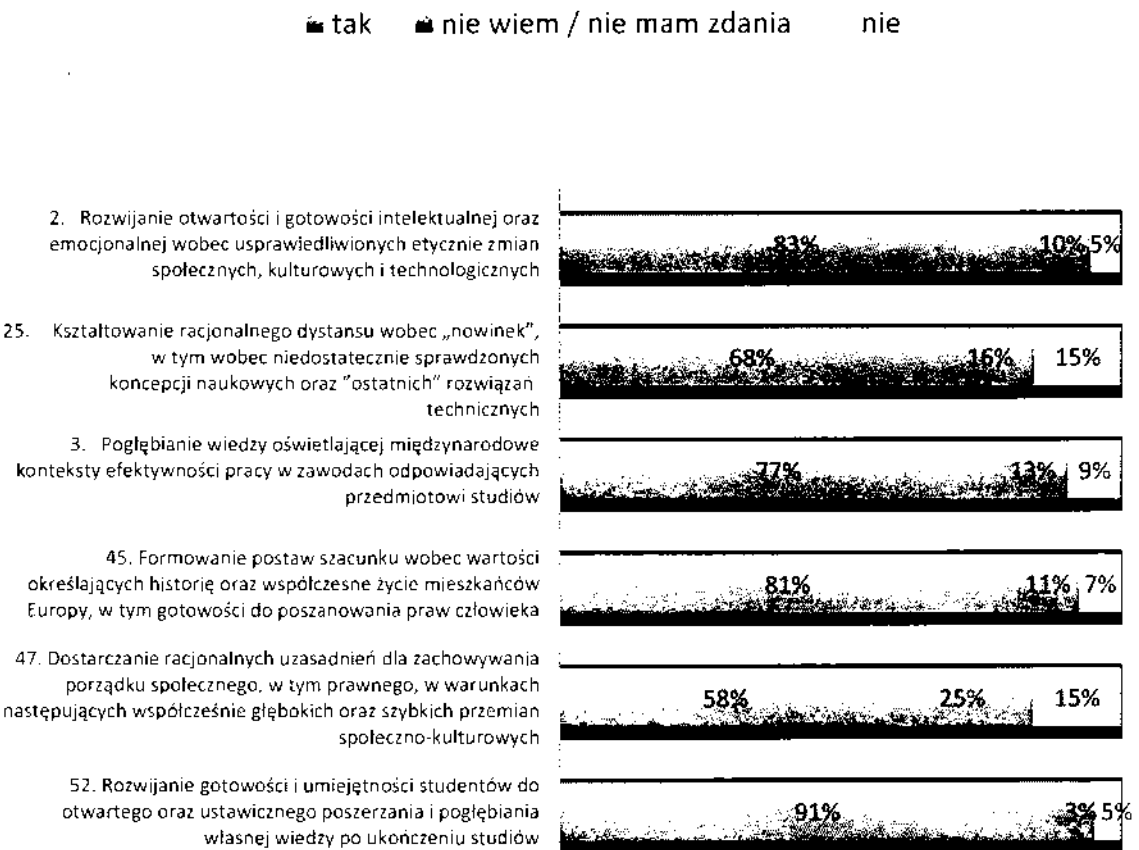 tak nie wiem / nie mam zdania nie
2. Rozwijanie otwartości i gotowości intelektualnej oraz
emocjonalnej wobec usprawiedliwionych etycznie zmian
społecznych, kulturowych i technologicznych
83% 10% 5%
25. Kształtowanie racjonalnego dystansu wobec „nowinek”,
w tym wobec niedostatecznie sprawdzonych
koncepcji naukowych oraz "ostatnich" rozwiązań
technicznych
68% 16% 15%
3. Pogłębianie wiedzy oświetlającej międzynarodowe
konteksty efektywności pracy w zawodach odpowiadających
przedmiotowi studiów
77% 13% 9%
45. Formowanie postaw szacunku wobec wartości
określających historię oraz współczesne życie mieszkańców
Europy, w tym gotowości do poszanowania praw człowieka
81% 11% 7%
47. Dostarczanie racjonalnych uzasadnień dla zachowywania
porządku społecznego, w tym prawnego, w warunkach
następujących współcześnie głębokich oraz szybkich przemian
społeczno-kulturowych
58% 25% 15%
52. Rozwijanie gotowości i umiejętności studentów do
otwartego oraz ustawicznego poszerzania i pogłębiania
własnej wiedzy po ukończeniu studiów
91% 3% 5%